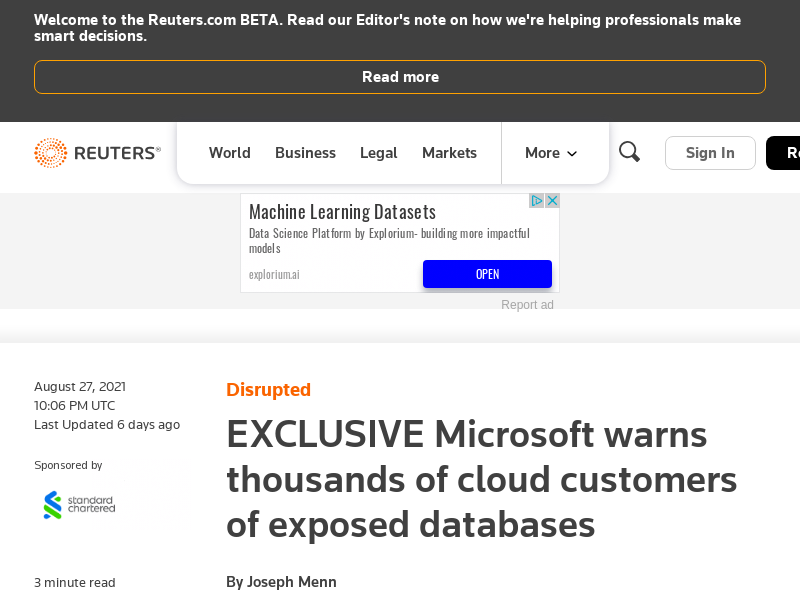 Welcome to the Reuters.com BETA. Read our Editor's note on how we're helping professionals make
smart decisions.
Read more
REUTERS®
World Business Legal Markets More
Sign In
Machine Learning Datasets
Data Science Platform by Explorium- building more impactful
models
explorium.ai
OPEN
Report ad
August 27, 2021
10:06 PM UTC
Last Updated 6 days ago
Sponsored by
standard
chartered
3 minute read
Disrupted
EXCLUSIVE Microsoft warns
thousands of cloud customers
of exposed databases
By Joseph Menn